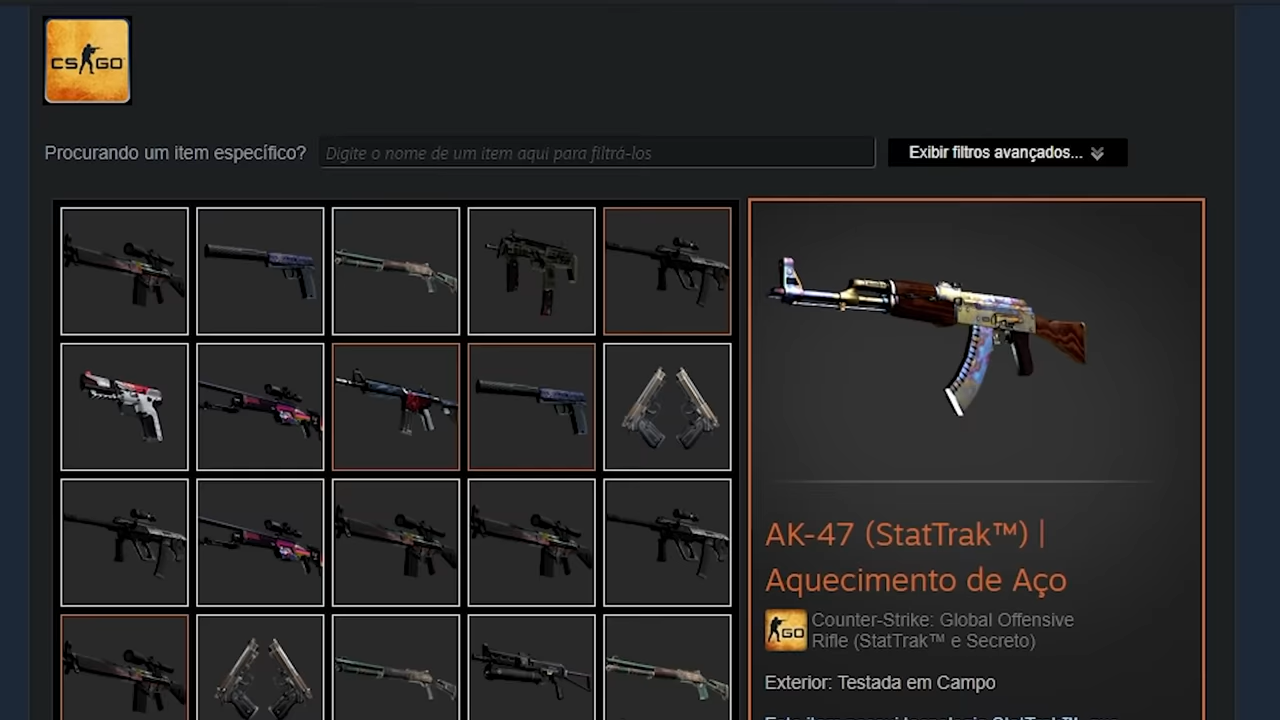 CS GO
Procurando um item específico?
Digite o nome de um item aqui para filtrá-los
Exibir filtros avançados...
AK-47 (StatTrak™) |
Aquecimento de Aço
GO
Counter-Strike: Global Offensive
Rifle (StatTrak™ e Secreto)
Exterior: Testada em Campo